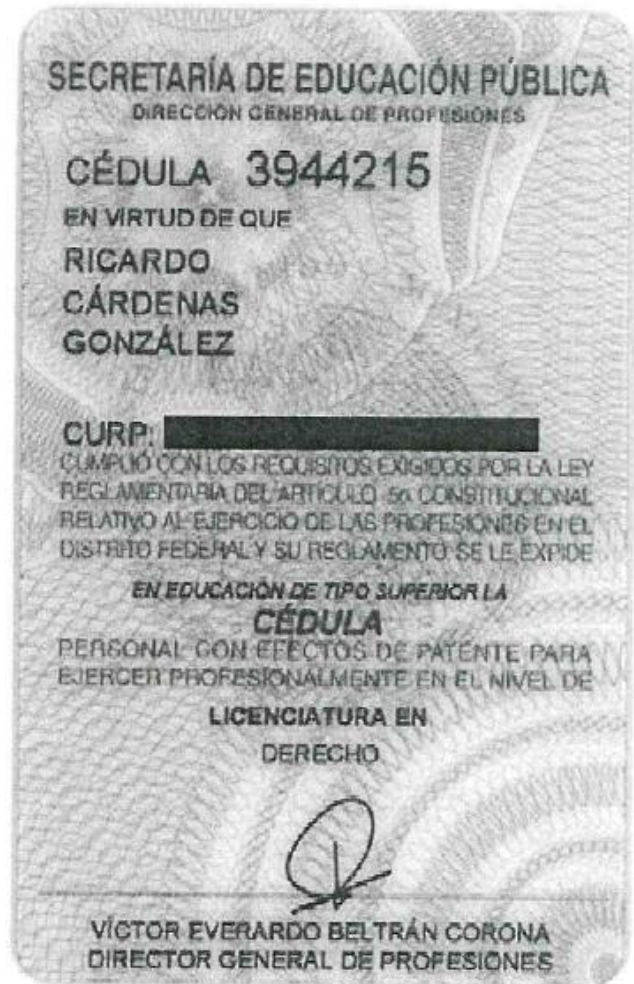 SECRETARÍA DE EDUCACIÓN PÚBLICA
DIRECCIÓN GENERAL DE PROFESIONES
CÉDULA 3944215
EN VIRTUD DE QUE
RICARDO
CÁRDENAS
GONZÁLEZ
CURP:
CUMPLIÓ CON LOS REQUISITOS EXIGIDOS POR LA LEY
REGLAMENTARIA DEL ARTÍCULO 5o CONSTITUCIONAL
RELATIVO AL EJERCICIO DE LAS PROFESIONES EN EL
DISTRITO FEDERAL Y SU REGLAMENTO SE LE EXPIDE
EN EDUCACIÓN DE TIPO SUPERIOR LA
CÉDULA
PERSONAL CON EFECTOS DE PATENTE PARA
EJERCER PROFESIONALMENTE EN EL NIVEL DE
LICENCIATURA EN
DERECHO
VÍCTOR EVERARDO BELTRÁN CORONA
DIRECTOR GENERAL DE PROFESIONES